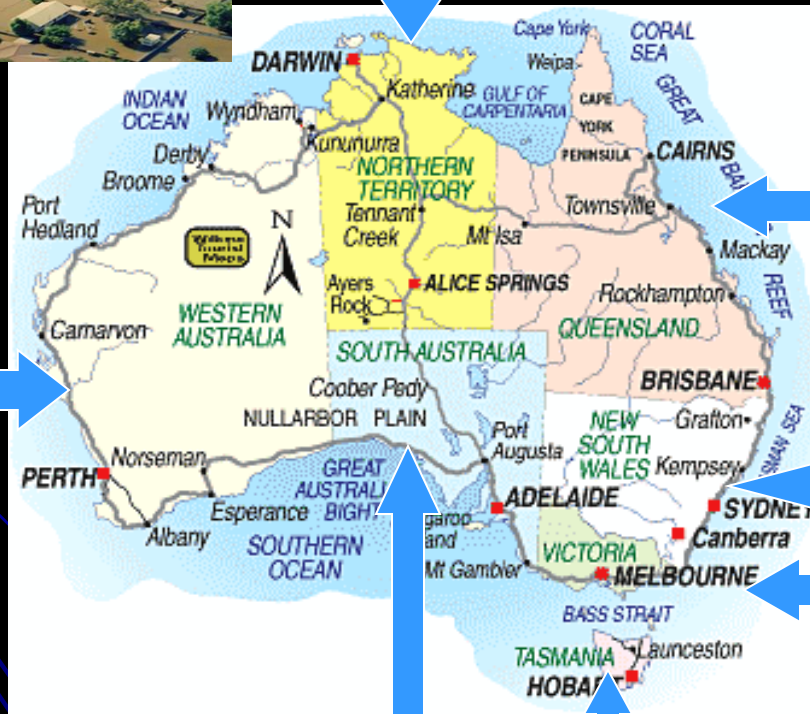 Cape York
CORAL
SEA
DARWIN
Weipa
Katherine
GULF OF
CARPENTARIA
GREAT
INDIAN
OCEAN
Wyndham
CAPE
YORK
PENINSULA
Kununurra
CAIRNS
Derby
NORTHERN
TERRITORY
Broome
Port
Hedland
Tennant
Creek
Townsville
Mt Isa
Mackay
N
Ayers
Rock
ALICE SPRINGS
REEF
Rockhampton
WESTERN
AUSTRALIA
QUEENSLAND
Carnarvon
SOUTH AUSTRALIA
Coober Pedy
BRISBANE
NULLARBOR PLAIN
NEW
SOUTH
WALES
Grafton
SEA
Port
Augusta
Norseman
Kempsey
PERTH
GREAT
BIGHT
ADELAIDE
Esperance
SYDNEY
Albany
Canberra
SOUTHERN
OCEAN
VICTORIA
Mt Gambier
MELBOURNE
BASS STRAIT
TASMANIA
Launceston